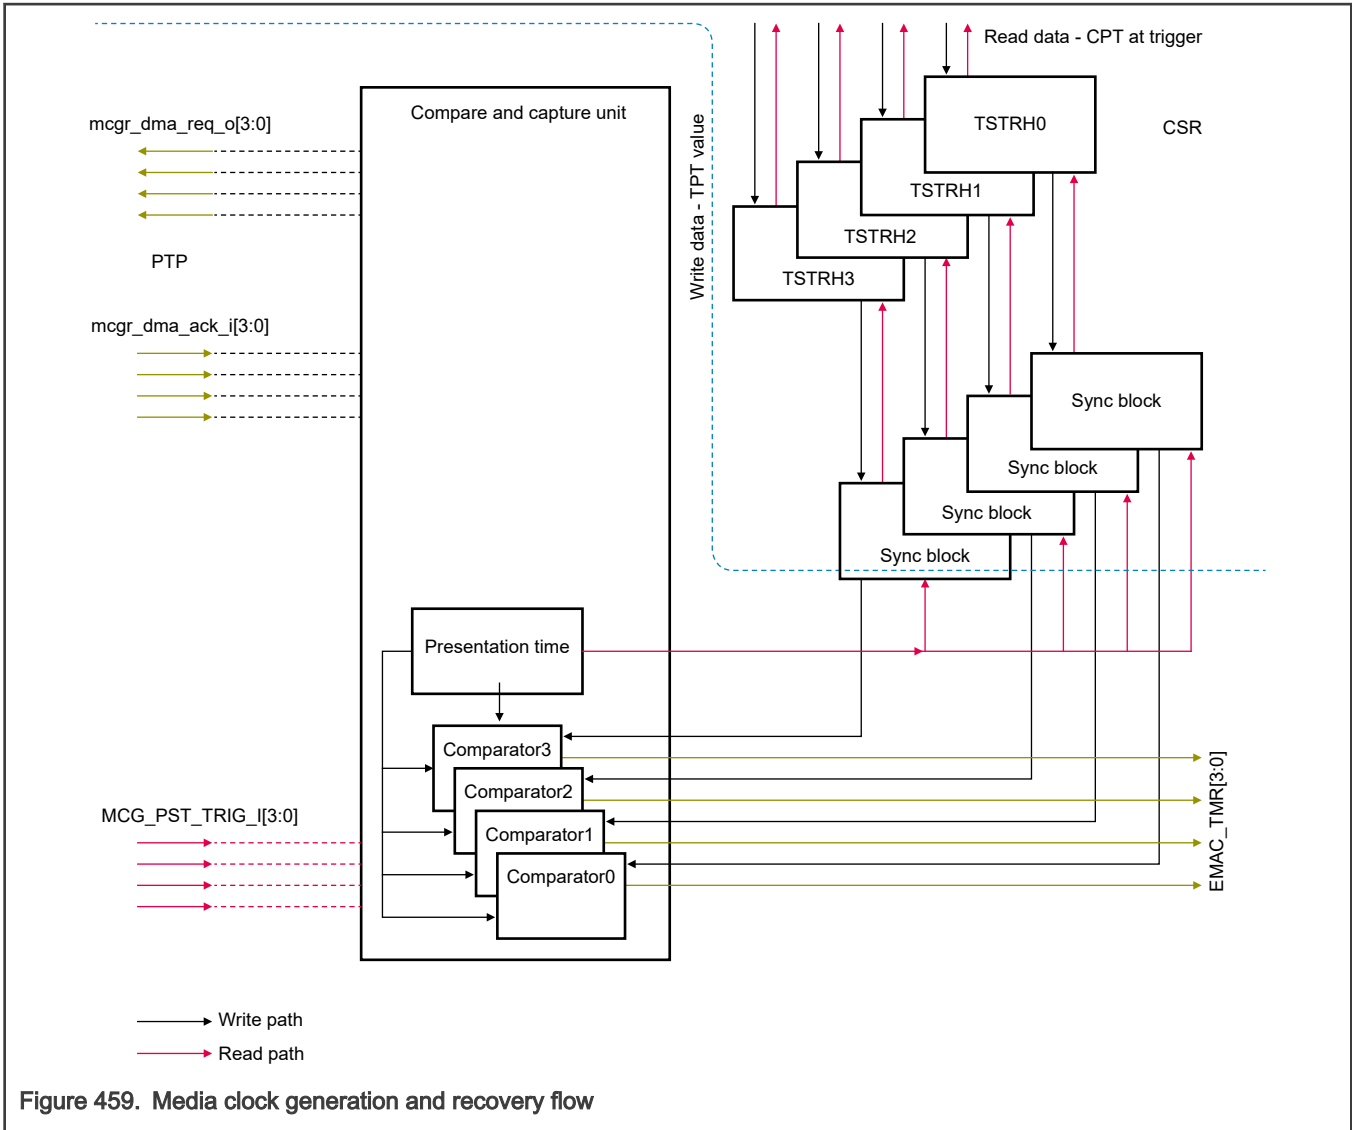 Read data - CPT at trigger
Compare and capture unit
mcgr_dma_req_o[3:0]
TSTRH0
CSR
Write data - TPT value
TSTRH1
TSTRH2
PTP
TSTRH3
mcgr_dma_ack_i[3:0]
Sync block
Sync block
Sync block
Sync block
Presentation time
Comparator3
Comparator2
MCG_PST_TRIG_I[3:0]
Comparator1
EMAC_TMR[3:0]
Comparator0
Write path
Read path
Figure 459. Media clock generation and recovery flow